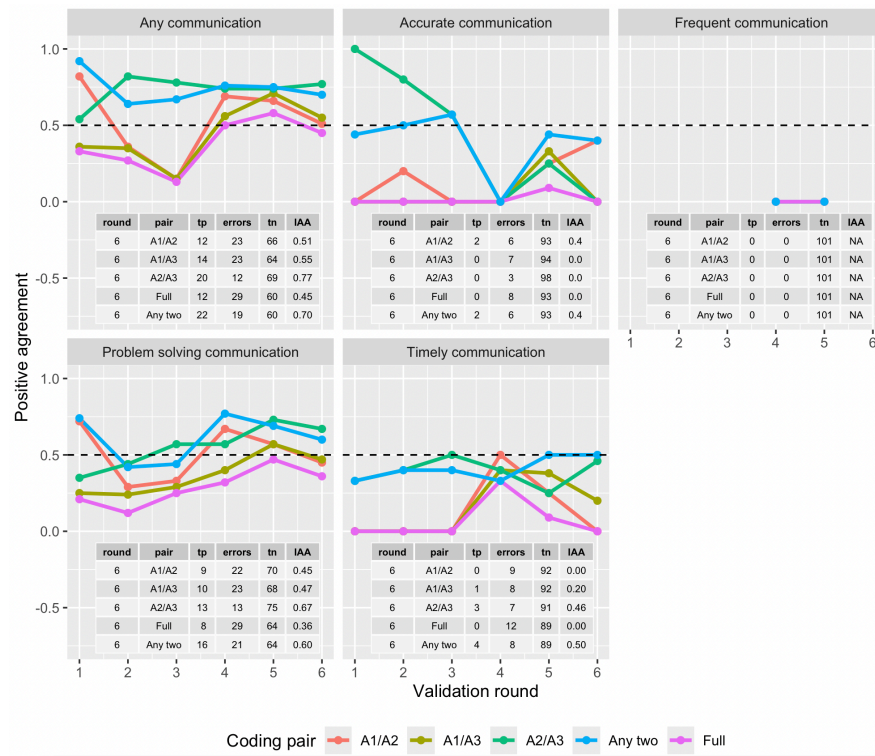 Any communication
Accurate communication
Frequent communication
Positive agreement
1.0
0.5
0.0
-0.5
round pair tp errors tn IAA
6 A1/A2 12 23 66 0.51
6 A1/A3 14 23 64 0.55
6 A2/A3 20 12 69 0.77
6 Full 12 29 60 0.45
6 Any two 22 19 60 0.70
round pair tp errors tn IAA
6 A1/A2 2 6 93 0.4
6 A1/A3 0 7 94 0.0
6 A2/A3 0 3 98 0.0
6 Full 0 8 93 0.0
6 Any two 2 6 93 0.4
round pair tp errors tn IAA
6 A1/A2 0 0 101 NA
6 A1/A3 0 0 101 NA
6 A2/A3 0 0 101 NA
6 Full 0 0 101 NA
6 Any two 0 0 101 NA
1 2 3 4 5 6
Problem solving communication
Timely communication
1.0
0.5
0.0
-0.5
round pair tp errors tn IAA
6 A1/A2 9 22 70 0.45
6 A1/A3 10 23 68 0.47
6 A2/A3 13 13 75 0.67
6 Full 8 29 64 0.36
6 Any two 16 21 64 0.60
round pair tp errors tn IAA
6 A1/A2 0 9 92 0.00
6 A1/A3 1 8 92 0.20
6 A2/A3 3 7 91 0.46
6 Full 0 12 89 0.00
6 Any two 4 8 89 0.50
1 2 3 4 5 6
1 2 3 4 5 6
Validation round
Coding pair A1/A2 A1/A3 A2/A3 Any two Full